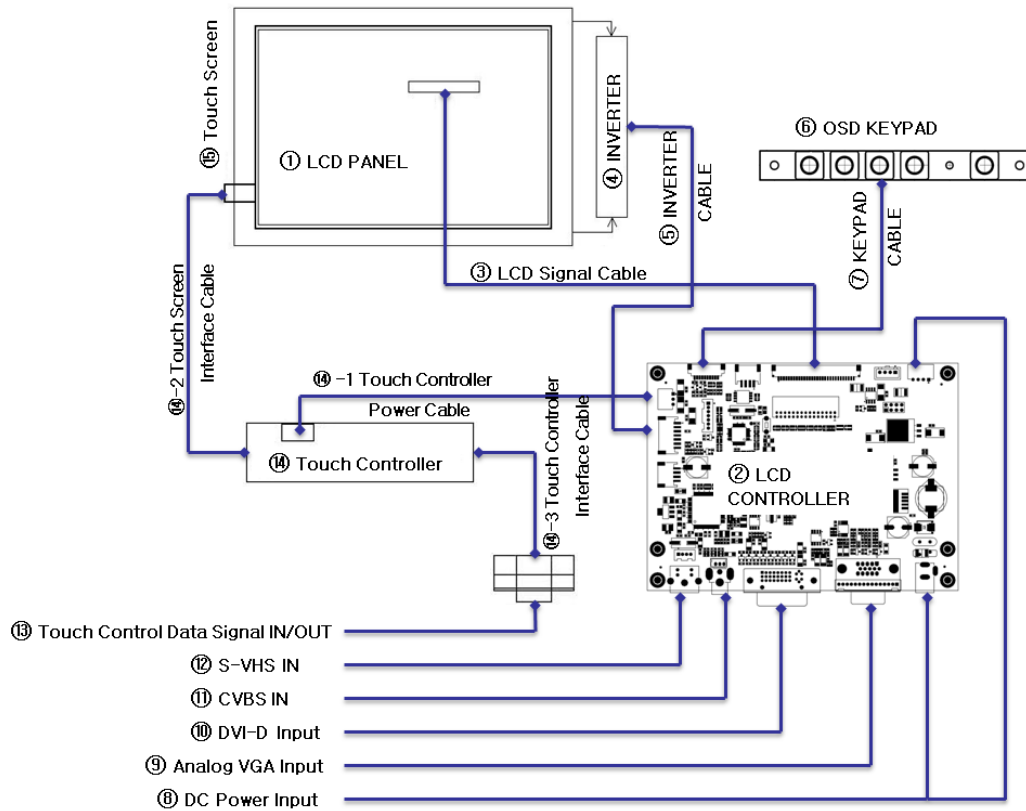 ⑮ Touch Screen
① LCD PANEL
④ INVERTER
⑤ INVERTER
CABLE
⑥ OSD KEYPAD
⑦ KEYPAD
CABLE
③ LCD Signal Cable
⑭-2 Touch Screen
Interface Cable
⑭ -1 Touch Controller
Power Cable
⑭ Touch Controller
⑭-3 Touch Controller
Interface Cable
② LCD
CONTROLLER
⑬ Touch Control Data Signal IN/OUT
⑫ S-VHS IN
⑪ CVBS IN
⑩ DVI-D Input
⑨ Analog VGA Input
⑧ DC Power Input